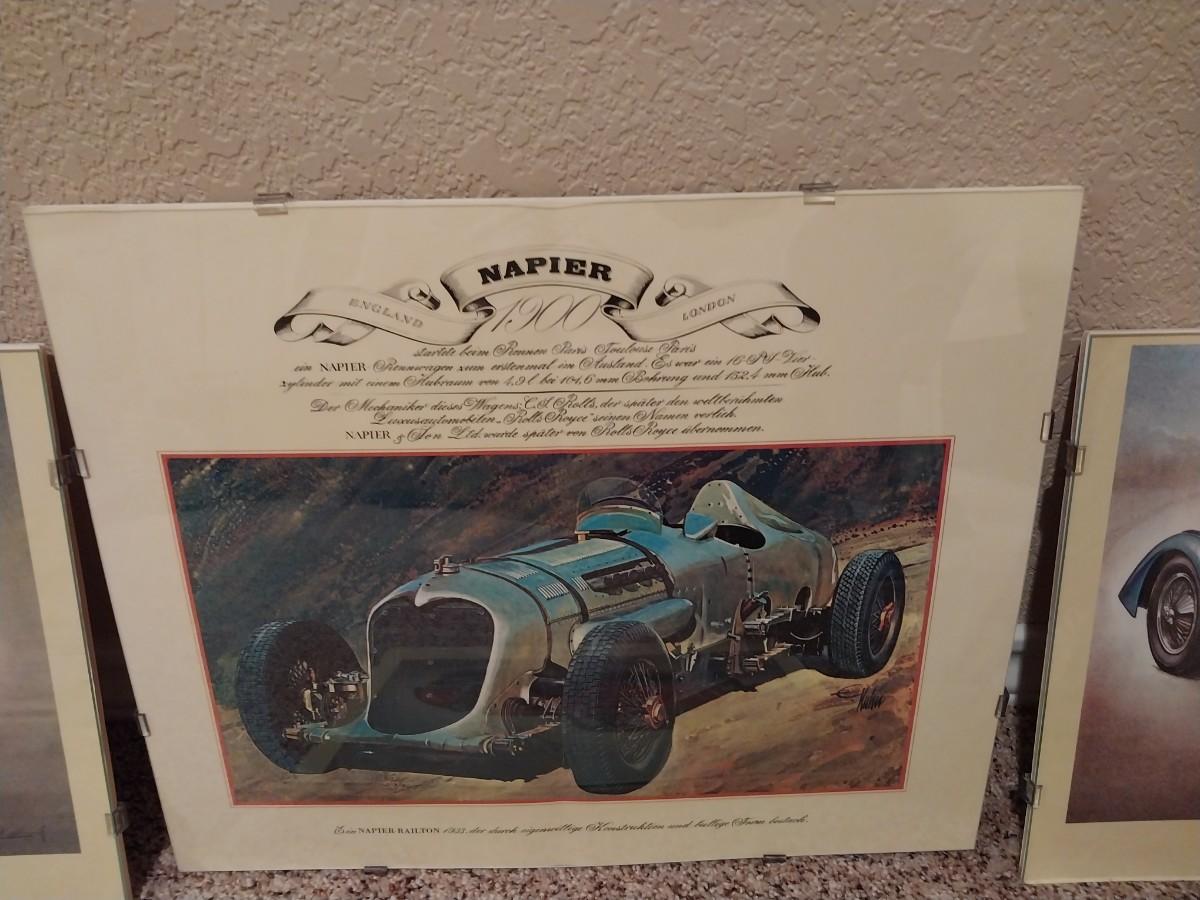 NAPIER
ENGLAND 1900 LONDON
startete beim Rennen Paris Toulouse Paris
ein NAPIER Rennwagen zum erstenmal im Ausland. Es war ein 16-PS Vier-
zylinder mit einem Hubraum von 4,9 l bei 101,6 mm Bohrung und 152,4 mm Hub.
Der Mechaniker dieses Wagens, C.S. Rolls, der später den weltberühmten
Luxusautomobilen „Rolls Royce" seinen Namen verlieh.
NAPIER & Son Ltd. wurde später von Rolls Royce übernommen.
Ein NAPIER-RAILTON 1933, der durch eigenwillige Konstruktion und bullige Form